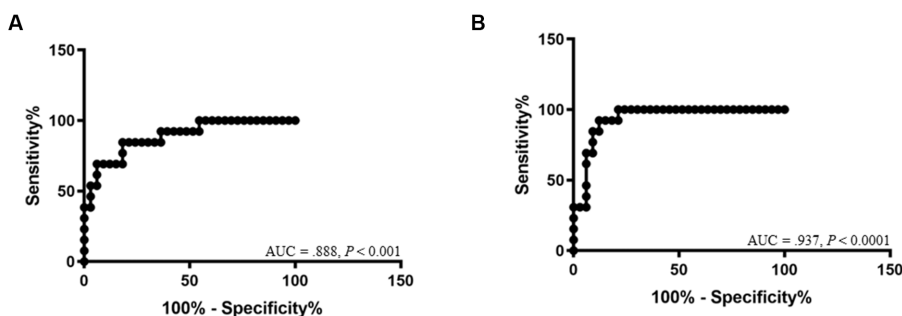 A
150
100
50
0
Sensitivity%
AUC = .888, P < 0.001
0 50 100 150
100% - Specificity%
B
150
100
50
0
Sensitivity%
AUC = .937, P < 0.0001
0 50 100 150
100% - Specificity%